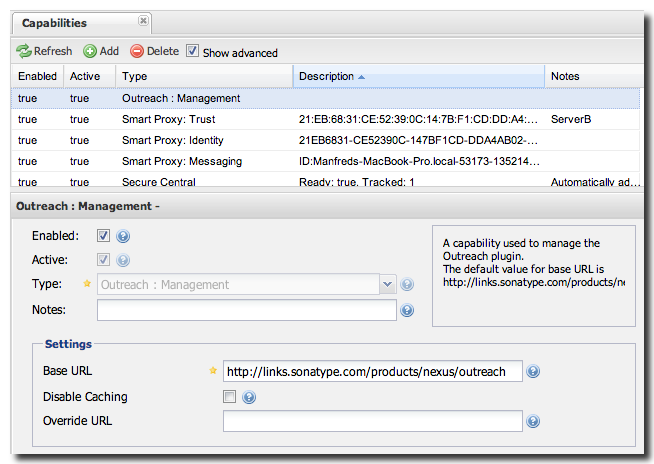 Capabilities
Refresh Add Delete Show advanced
Enabled Active Type Description Notes
true true Outreach : Management
true true Smart Proxy: Trust 21:EB:68:31:CE:52:39:0C:14:7B:F1:CD:DD:A4:... ServerB
true true Smart Proxy: Identity 21EB6831-CE52390C-147BF1CD-DDA4AB02-...
true true Smart Proxy: Messaging ID:Manfreds-MacBook-Pro.local-53173-135214...
true true Secure Central Ready: true, Tracked: 1 Automatically ad...
Outreach : Management -
Enabled:
Active:
Type: Outreach : Management
Notes:
A capability used to manage the
Outreach plugin.
The default value for base URL is
http://links.sonatype.com/products/ne
Settings
Base URL http://links.sonatype.com/products/nexus/outreach
Disable Caching
Override URL